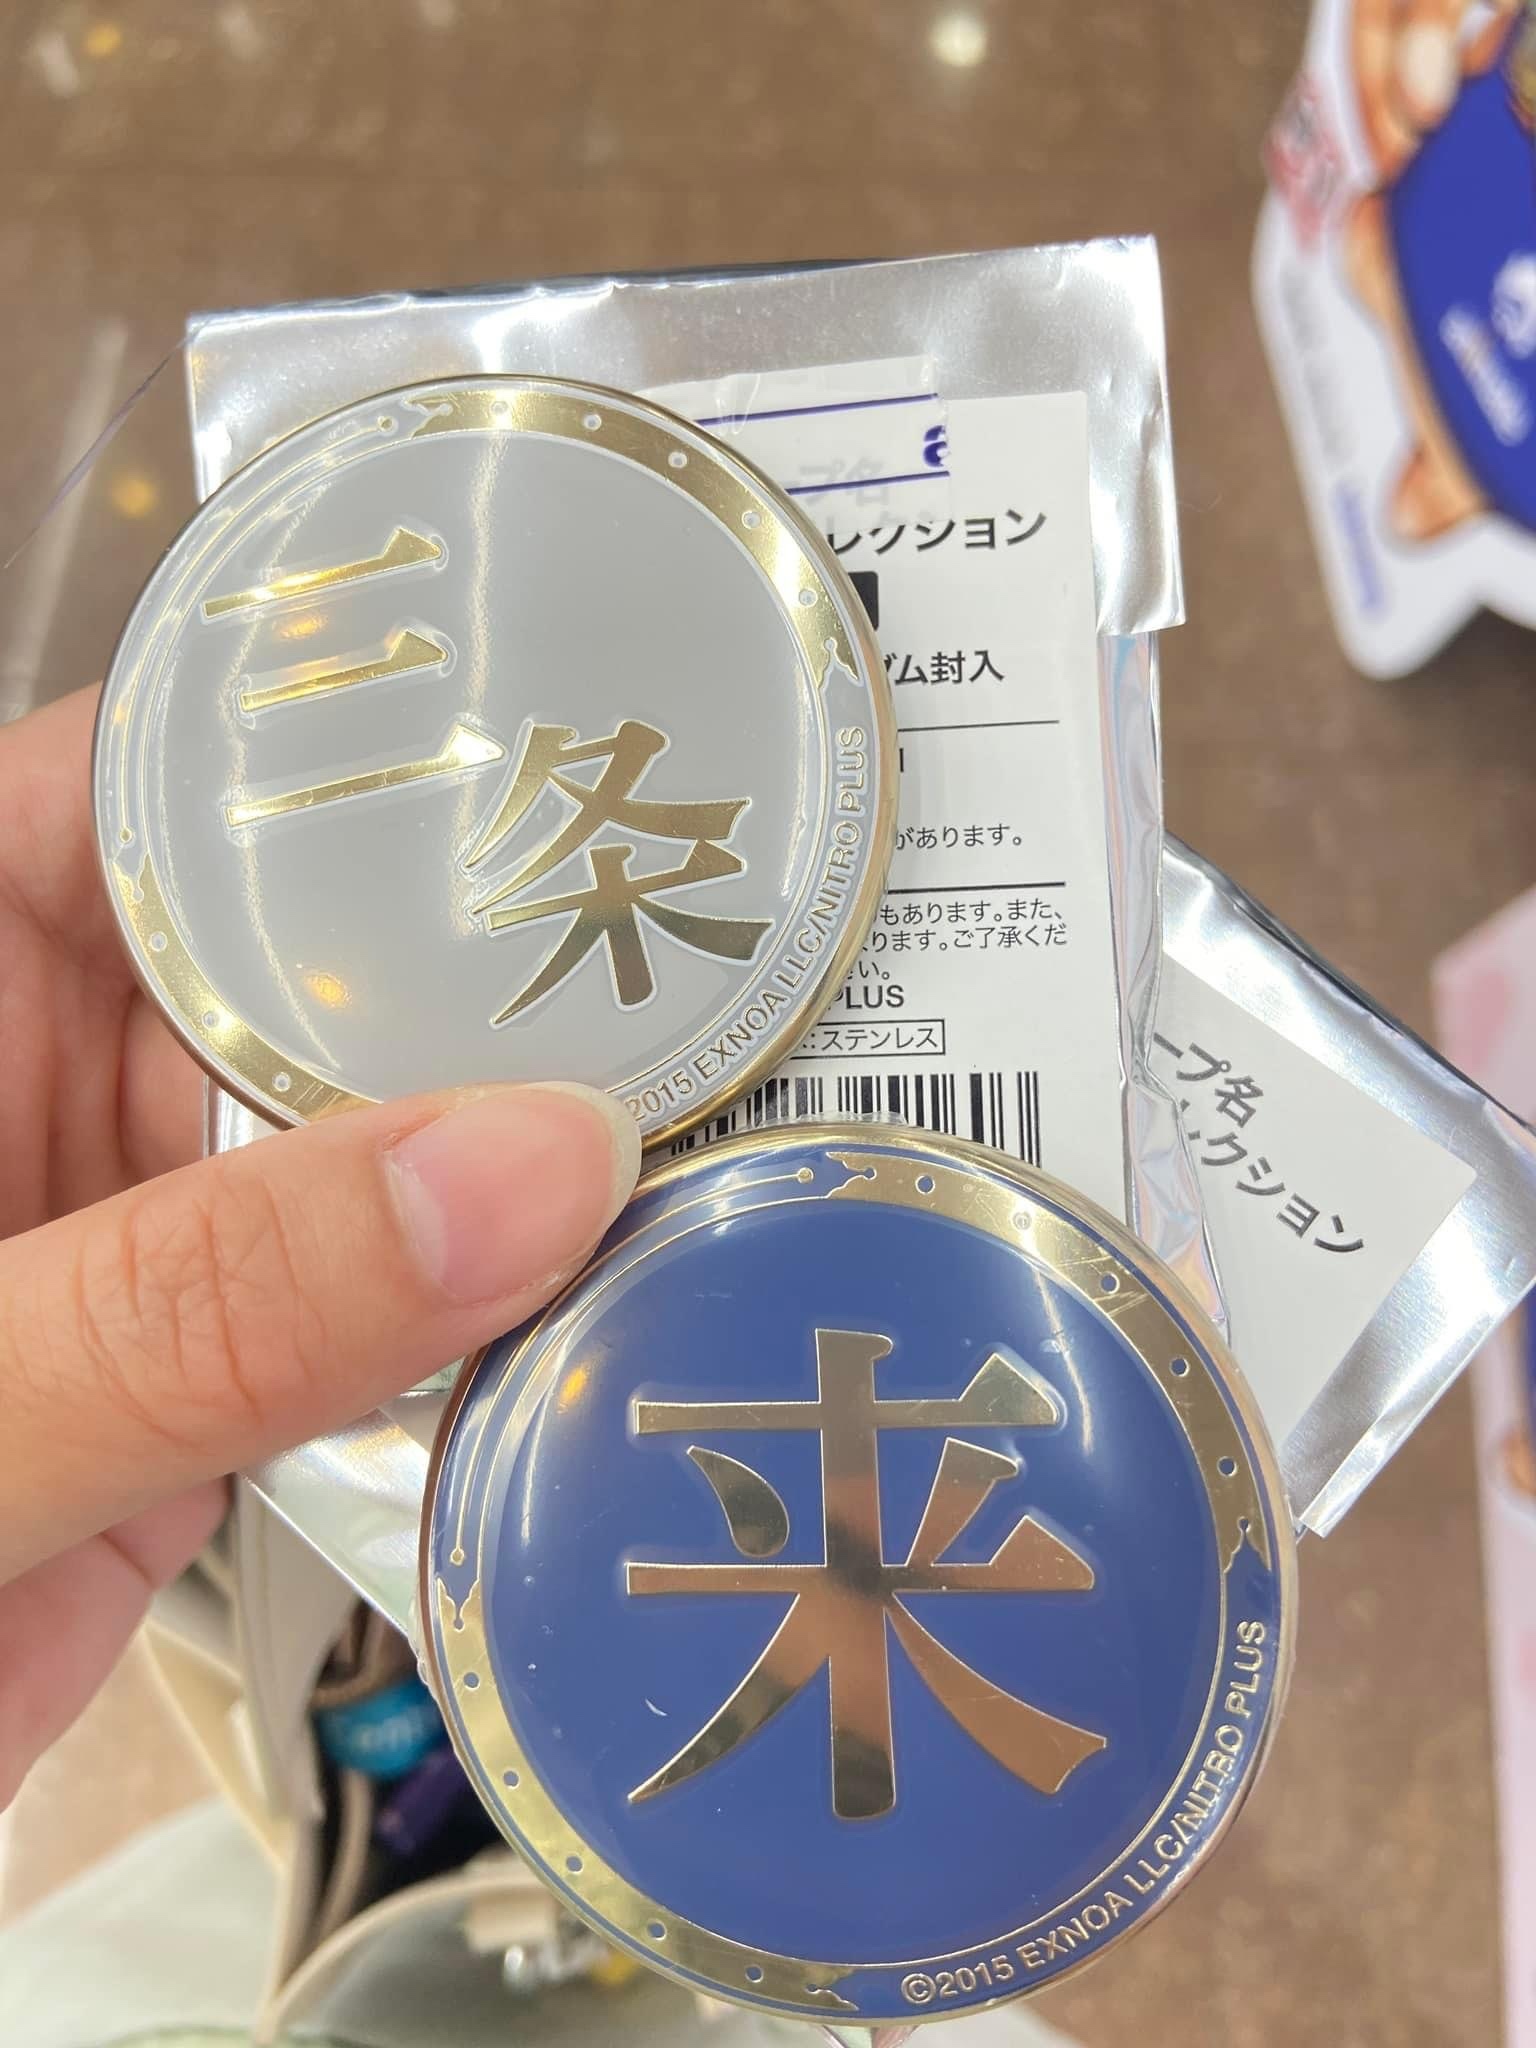 三条
2015 EXNOA LLC/NITRO PLUS
プ名
レクション
ダム封入
があります。
もあります。また、
ります。ご了承くだ
さい。
PLUS
:ステンレス
ープ名
レクション
来
©2015 EXNOA LLC/NITRO PLUS